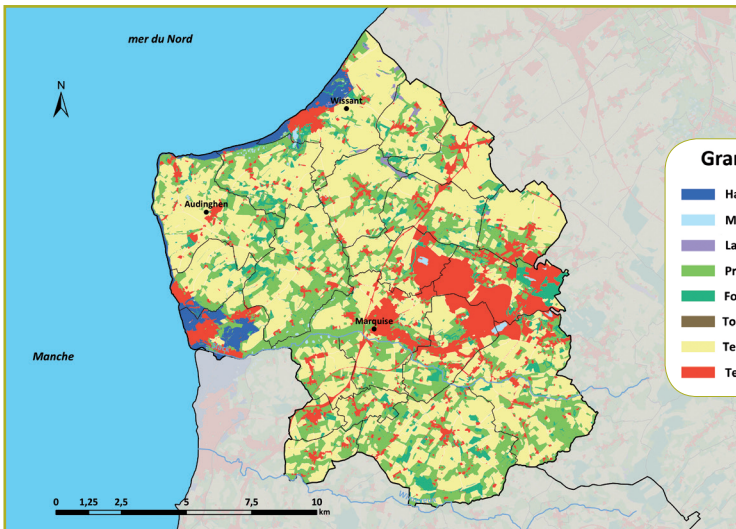 mer du Nord
N
Wissant
Gran
Ha
M
La
Audinghen
Pr
Fo
To
Marquise
Te
Manche
Te
0 1,25 2,5 5 7,5 10
km